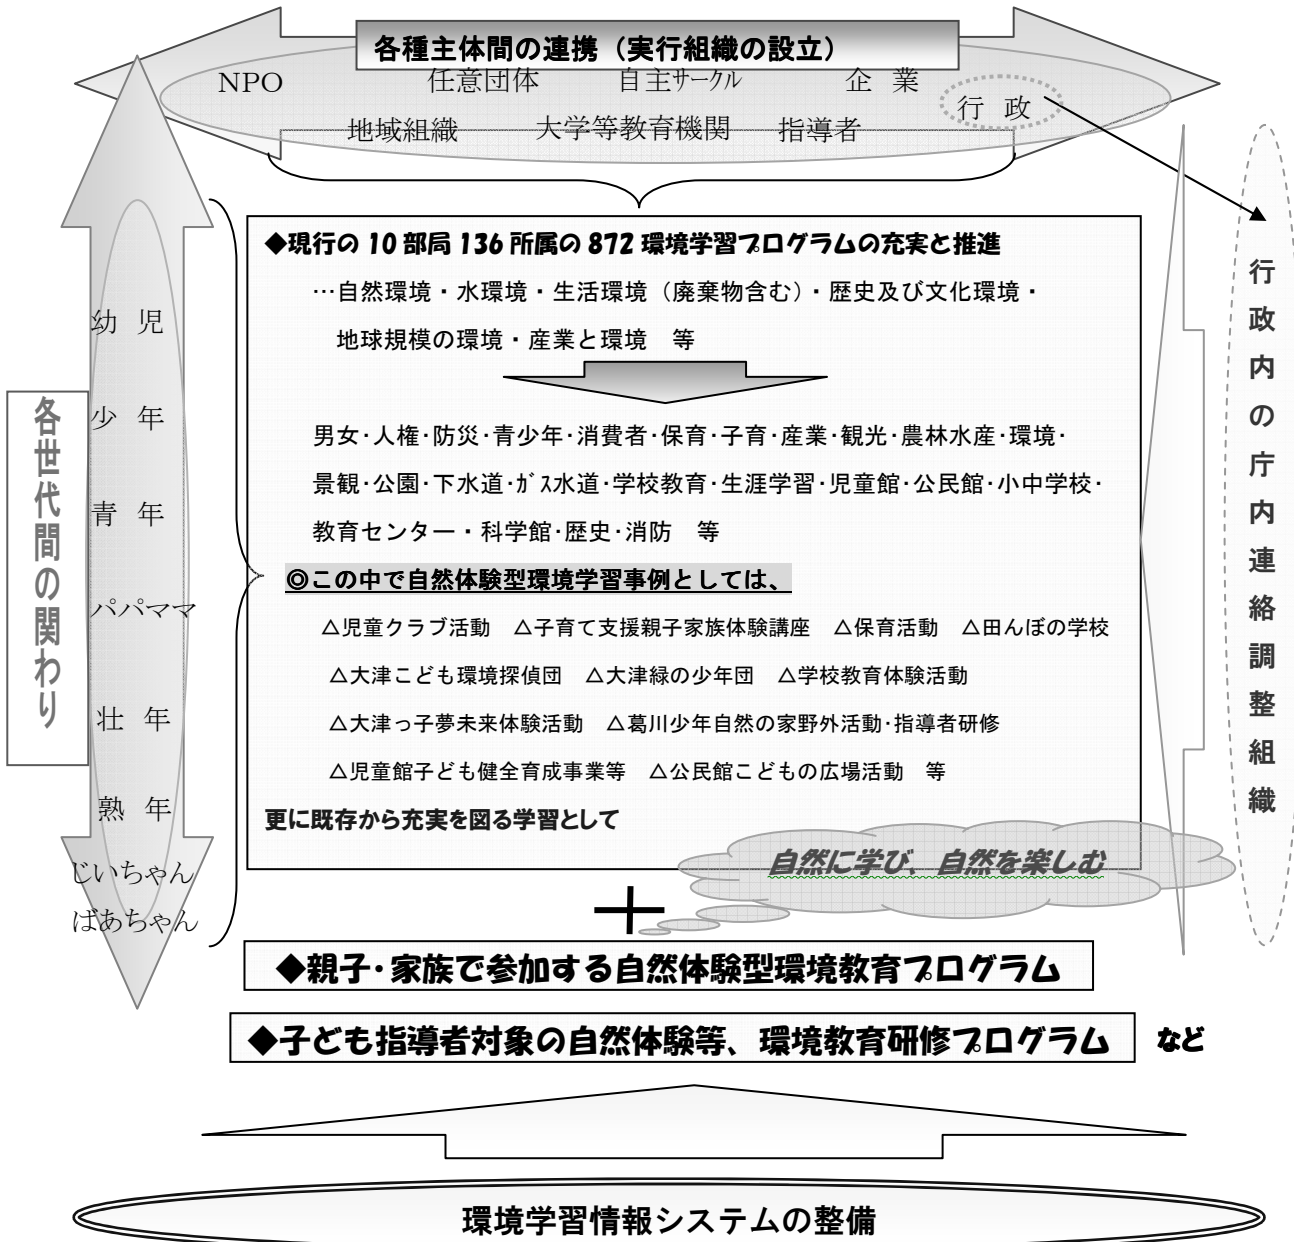 各種主体間の連携（実行組織の設立）
NPO 任意団体 自主サークル 企 業
行 政
地域組織 大学等教育機関 指導者
各世代間の関わり
幼 児
少 年
青 年
パパママ
壮 年
熟 年
じいちゃん
ばあちゃん
◆現行の 10 部局 136 所属の 872 環境学習プログラムの充実と推進
…自然環境・水環境・生活環境（廃棄物含む）・歴史及び文化環境・
地球規模の環境・産業と環境 等
男女・人権・防災・青少年・消費者・保育・子育・産業・観光・農林水産・環境・
景観・公園・下水道・ガス水道・学校教育・生涯学習・児童館・公民館・小中学校・
教育センター・科学館・歴史・消防 等
◎この中で自然体験型環境学習事例としては、
△児童クラブ活動 △子育て支援親子家族体験講座 △保育活動 △田んぼの学校
△大津こども環境探偵団 △大津緑の少年団 △学校教育体験活動
△大津っ子夢未来体験活動 △葛川少年自然の家野外活動・指導者研修
△児童館子ども健全育成事業等 △公民館こどもの広場活動 等
更に既存から充実を図る学習として
自然に学び、自然を楽しむ
＋
◆親子・家族で参加する自然体験型環境教育プログラム
◆子ども指導者対象の自然体験等、環境教育研修プログラム など
行政内の庁内連絡調整組織
環境学習情報システムの整備